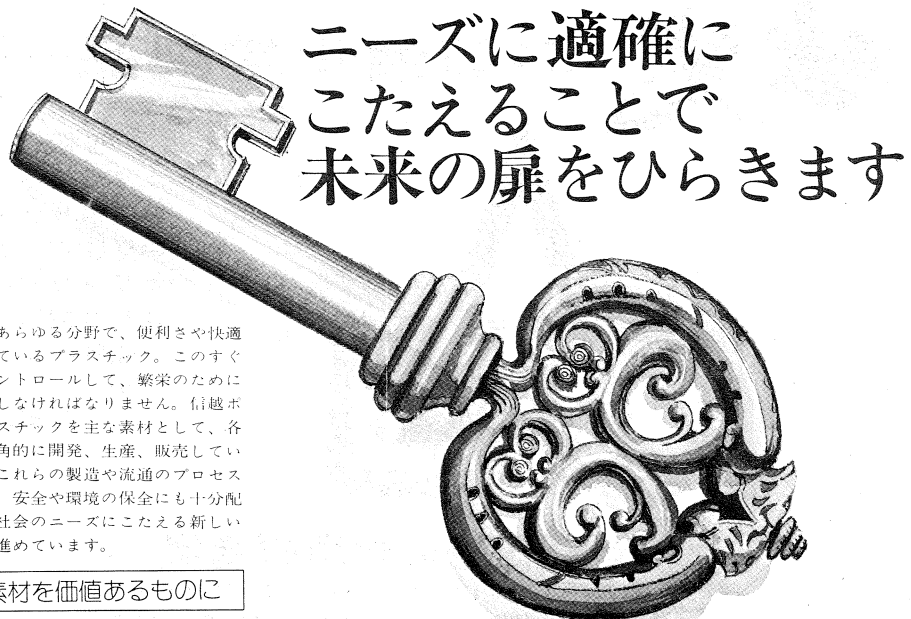 ニーズに適確に
こたえることで
未来の扉をひらきます
あらゆる分野で、便利さや快適
ているプラスチック。このすぐ
ントロールして、繁栄のために
しなければなりません。信越ポ
スチックを主な素材として、各
角的に開発、生産、販売してい
これらの製造や流通のプロセス
安全や環境の保全にも十分配
社会のニーズにこたえる新しい
進めています。
素材を価値あるものに